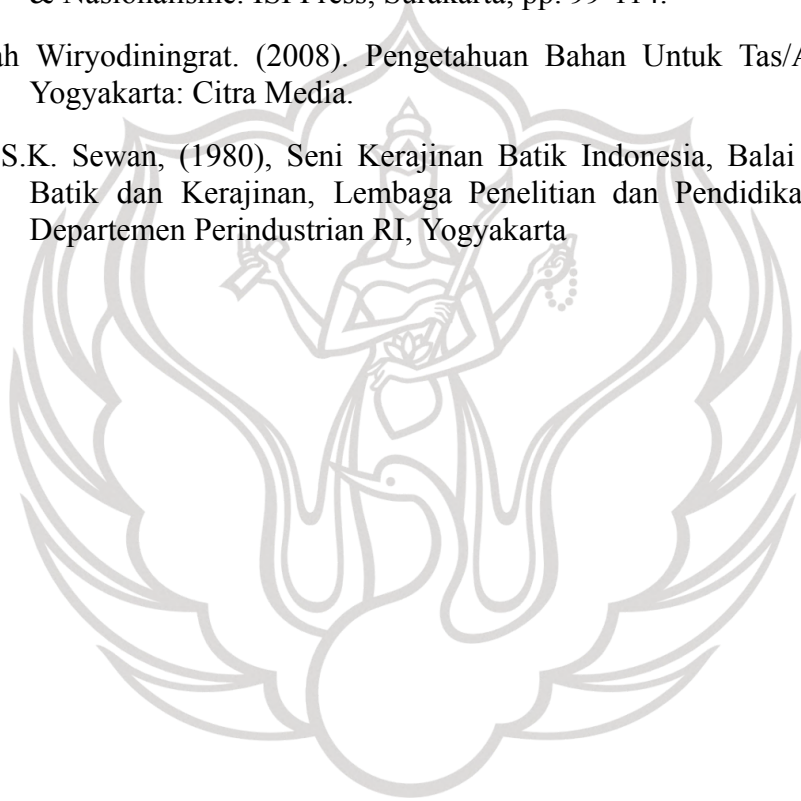 & Nasionalisme. ISI Press, Surakarta, pp. 99-114.
ah Wiryodiningrat. (2008). Pengetahuan Bahan Untuk Tas/A
Yogyakarta: Citra Media.
S.K. Sewan, (1980), Seni Kerajinan Batik Indonesia, Balai
Batik dan Kerajinan, Lembaga Penelitian dan Pendidika
Departemen Perindustrian RI, Yogyakarta